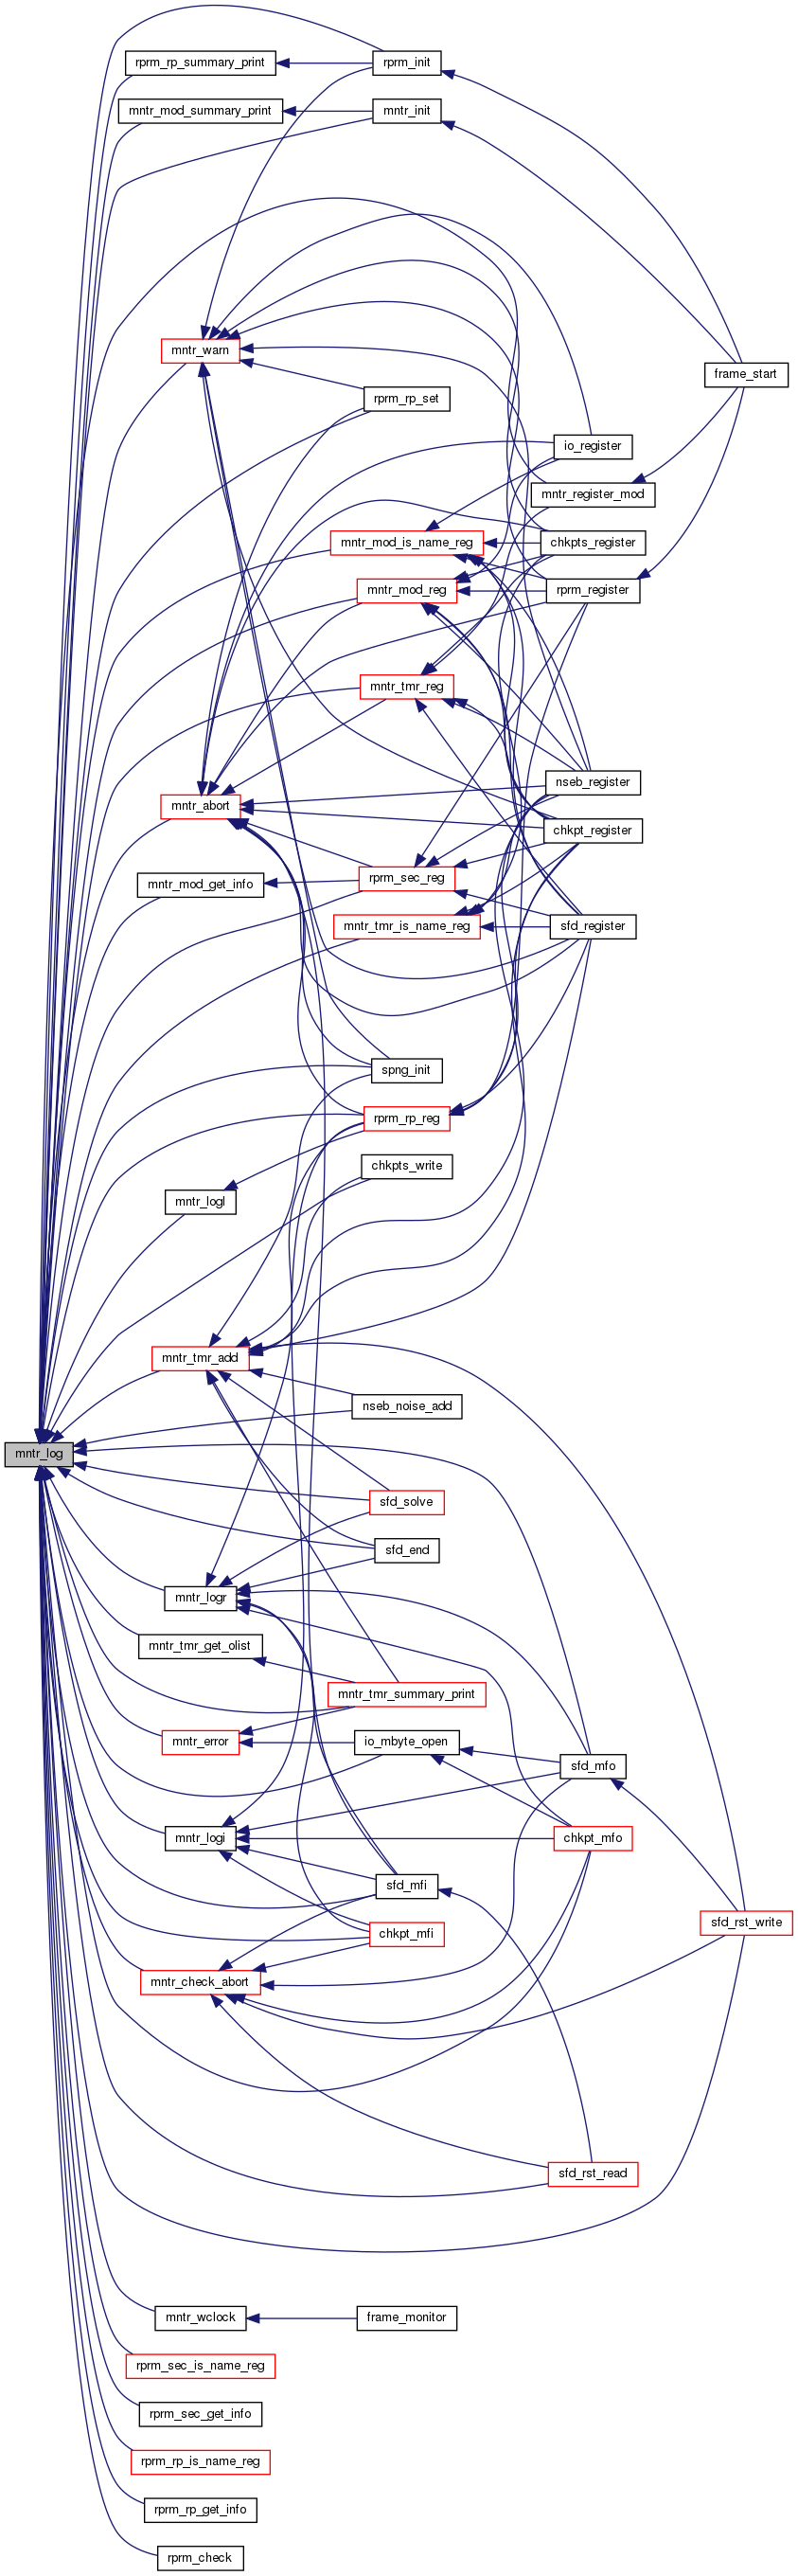 rprm_rp_summary_print
rprm_init
mntr_mod_summary_print
mntr_init
mntr_warn
frame_start
rprm_rp_set
io_register
mntr_register_mod
mntr_mod_is_name_reg
chkpts_register
mntr_mod_reg
rprm_register
mntr_tmr_reg
nseb_register
mntr_abort
chkpt_register
rprm_sec_reg
mntr_mod_get_info
mntr_tmr_is_name_reg
sfd_register
spng_init
rprm_rp_reg
chkpts_write
mntr_logl
mntr_tmr_add
nseb_noise_add
mntr_log
sfd_solve
sfd_end
mntr_logr
mntr_tmr_get_olist
mntr_tmr_summary_print
mntr_error
io_mbyte_open
sfd_mfo
mntr_logi
chkpt_mfo
sfd_mfi
sfd_rst_write
chkpt_mfi
mntr_check_abort
sfd_rst_read
mntr_wclock
frame_monitor
rprm_sec_is_name_reg
rprm_sec_get_info
rprm_rp_is_name_reg
rprm_rp_get_info
rprm_check